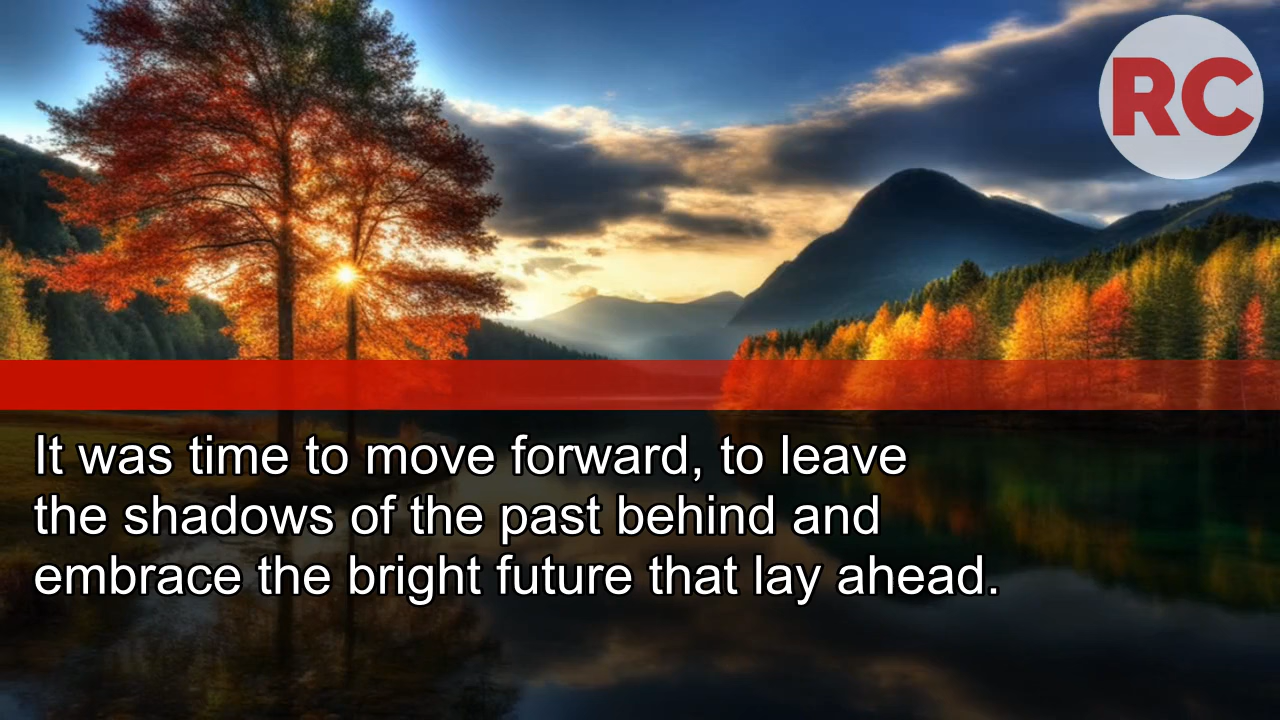 RC
It was time to move forward, to leave
the shadows of the past behind and
embrace the bright future that lay ahead.